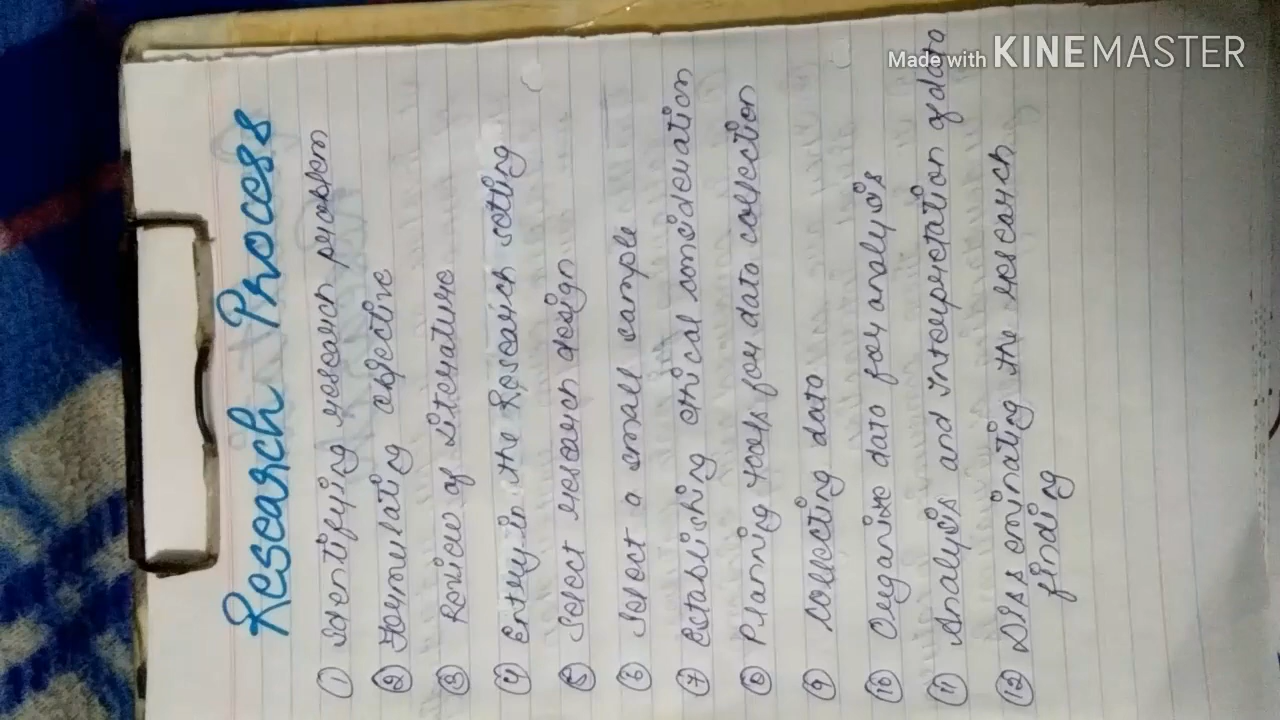 Research Process
① Identifying research problem
② Formulating objective
③ Review of Literature
④ Entry in the Research setting
⑤ Select research design
⑥ Select a small sample
⑦ Establishing ethical consideration
⑧ Planning tools for data collection
⑨ collecting data
⑩ Organise data for analysis
⑪ Analysis and interpretation of data
⑫ Disseminating the research
finding
Made with KINEMASTER